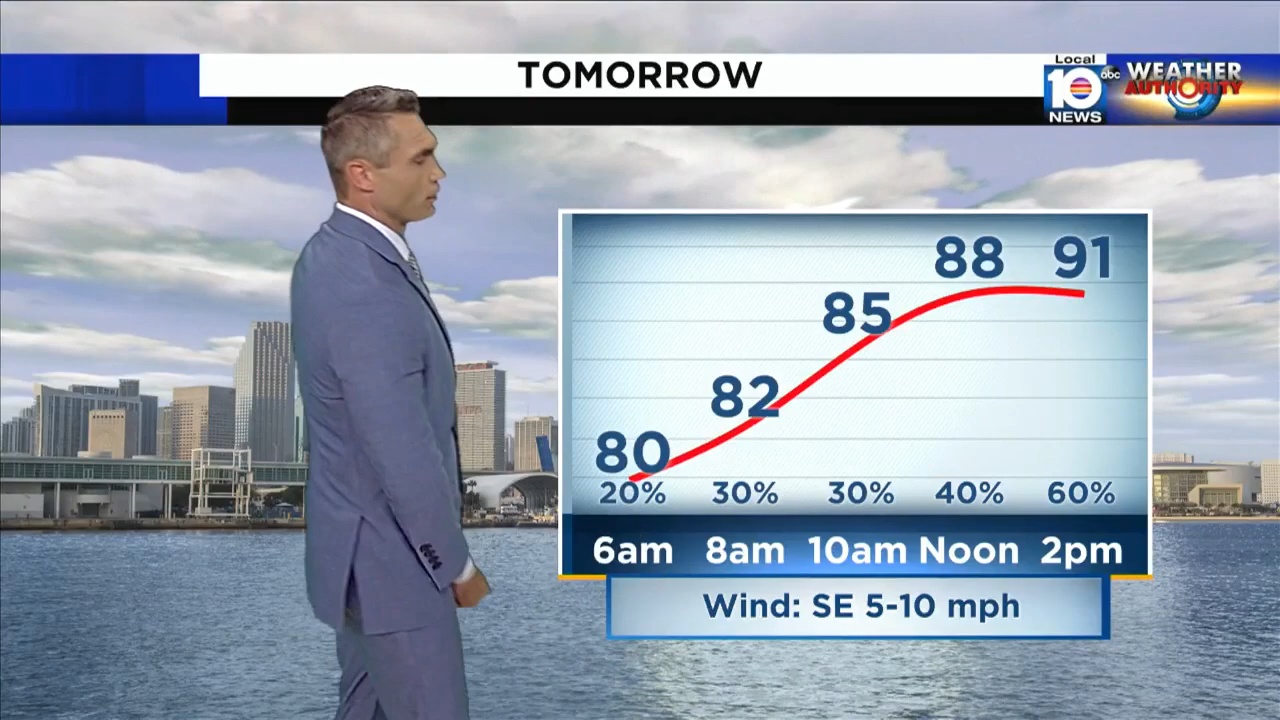 TOMORROW
Local
10
NEWS
abc
WEATHER
AUTHORITY
80 82 85 88 91
20% 30% 30% 40% 60%
6am 8am 10am Noon 2pm
Wind: SE 5-10 mph